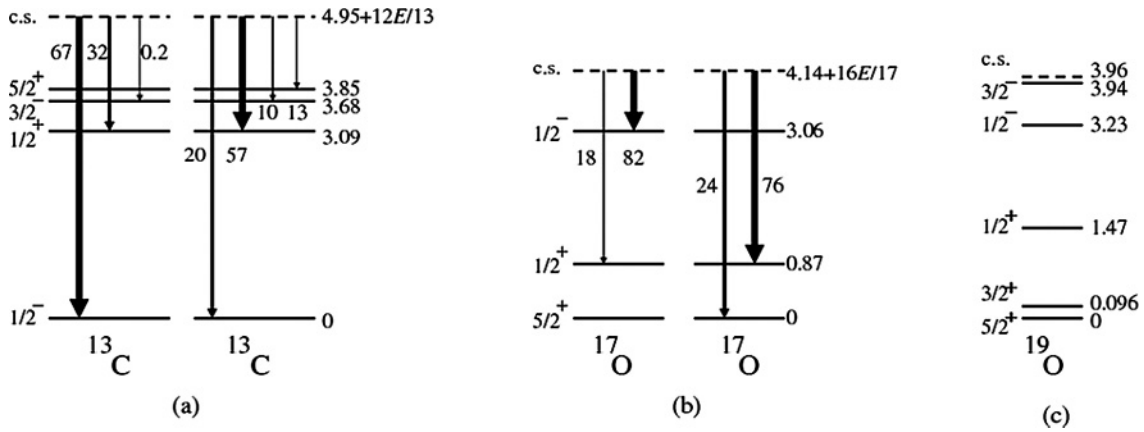 c.s. 4.95+12E/13
67 32 0.2
5/2+ 3.85
3/2- 10 13 3.68
1/2+ 3.09
20 57
1/2- 0
13C 13C
(a)
c.s. 4.14+16E/17
1/2- 3.06
18 82 24 76
1/2+ 0.87
5/2+ 0
17O 17O
(b)
c.s. 3.96
3/2- 3.94
1/2- 3.23
1/2+ 1.47
3/2+ 0.096
5/2+ 0
19O
(c)